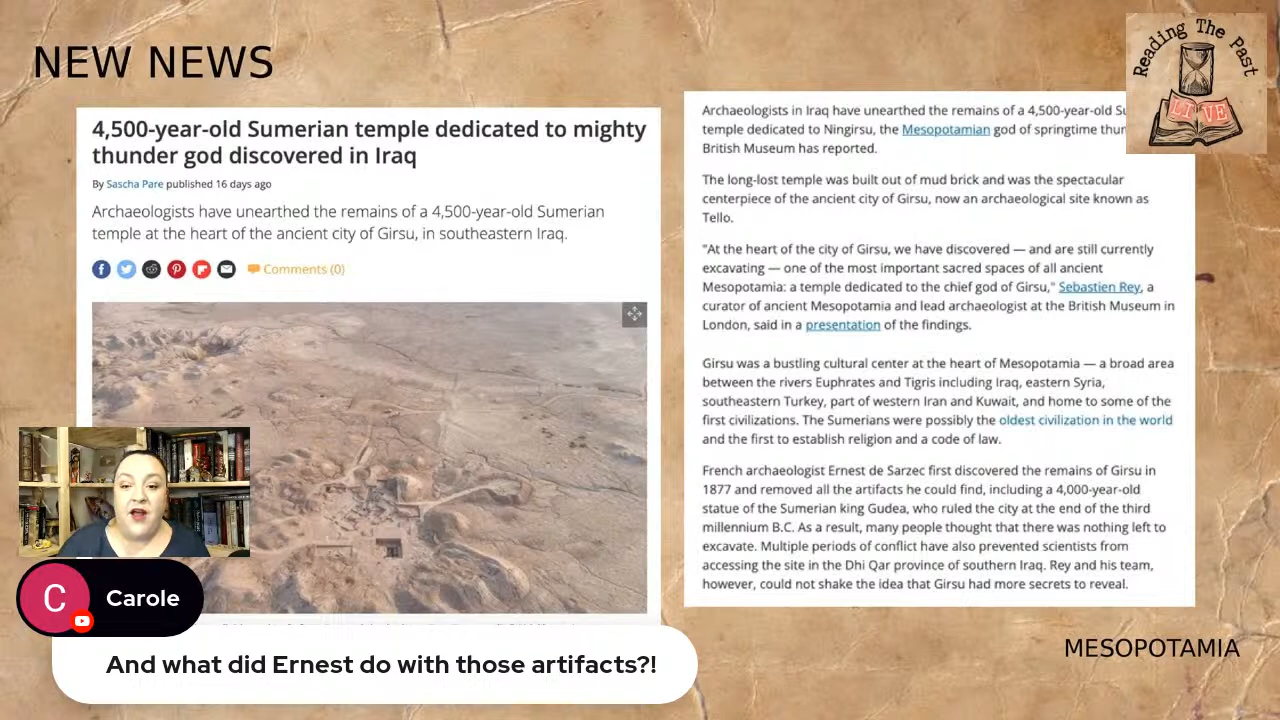 NEW NEWS
Reading The Past
LIVE
4,500-year-old Sumerian temple dedicated to mighty
thunder god discovered in Iraq
By Sascha Pare published 16 days ago
Archaeologists have unearthed the remains of a 4,500-year-old Sumerian
temple at the heart of the ancient city of Girsu, in southeastern Iraq.
Comments (0)
Archaeologists in Iraq have unearthed the remains of a 4,500-year-old Su
temple dedicated to Ningirsu, the Mesopotamian god of springtime thun
British Museum has reported.
The long-lost temple was built out of mud brick and was the spectacular
centerpiece of the ancient city of Girsu, now an archaeological site known as
Tello.
"At the heart of the city of Girsu, we have discovered — and are still currently
excavating — one of the most important sacred spaces of all ancient
Mesopotamia: a temple dedicated to the chief god of Girsu," Sebastien Rey, a
curator of ancient Mesopotamia and lead archaeologist at the British Museum in
London, said in a presentation of the findings.
Girsu was a bustling cultural center at the heart of Mesopotamia — a broad area
between the rivers Euphrates and Tigris including Iraq, eastern Syria,
southeastern Turkey, part of western Iran and Kuwait, and home to some of the
first civilizations. The Sumerians were possibly the oldest civilization in the world
and the first to establish religion and a code of law.
French archaeologist Ernest de Sarzec first discovered the remains of Girsu in
1877 and removed all the artifacts he could find, including a 4,000-year-old
statue of the Sumerian king Gudea, who ruled the city at the end of the third
millennium B.C. As a result, many people thought that there was nothing left to
excavate. Multiple periods of conflict have also prevented scientists from
accessing the site in the Dhi Qar province of southern Iraq. Rey and his team,
however, could not shake the idea that Girsu had more secrets to reveal.
C
Carole
And what did Ernest do with those artifacts?!
MESOPOTAMIA